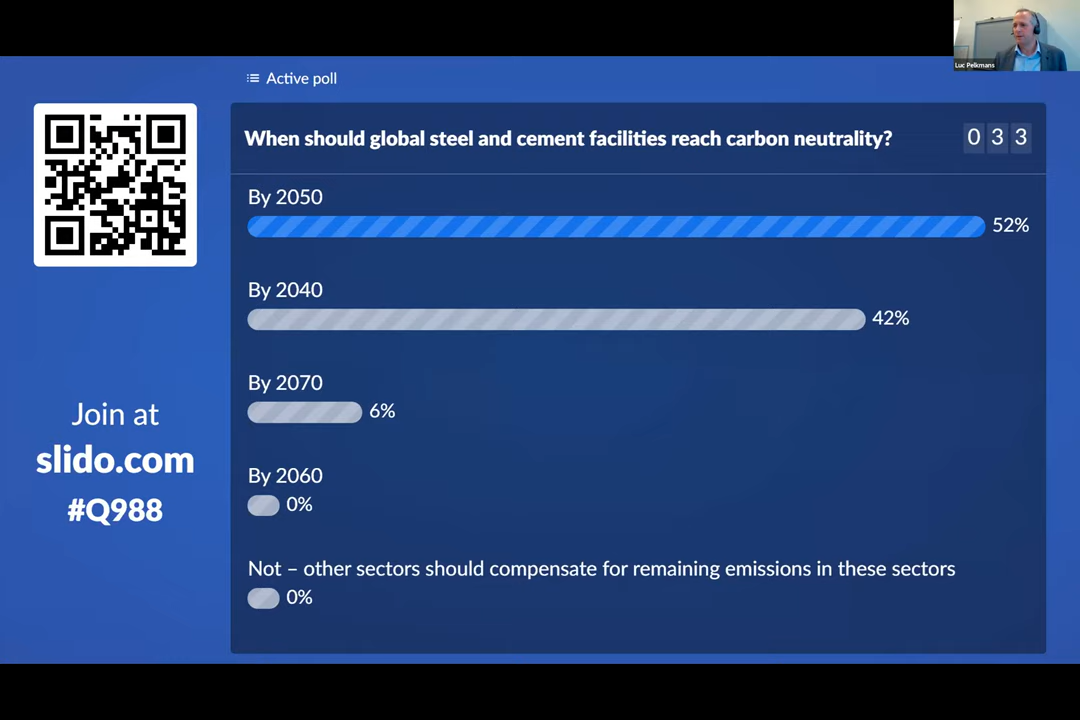 Luc Pelkmans
Active poll
When should global steel and cement facilities reach carbon neutrality?
0 3 3
By 2050
52%
By 2040
42%
By 2070
6%
By 2060
0%
Not – other sectors should compensate for remaining emissions in these sectors
0%
Join at
slido.com
#Q988